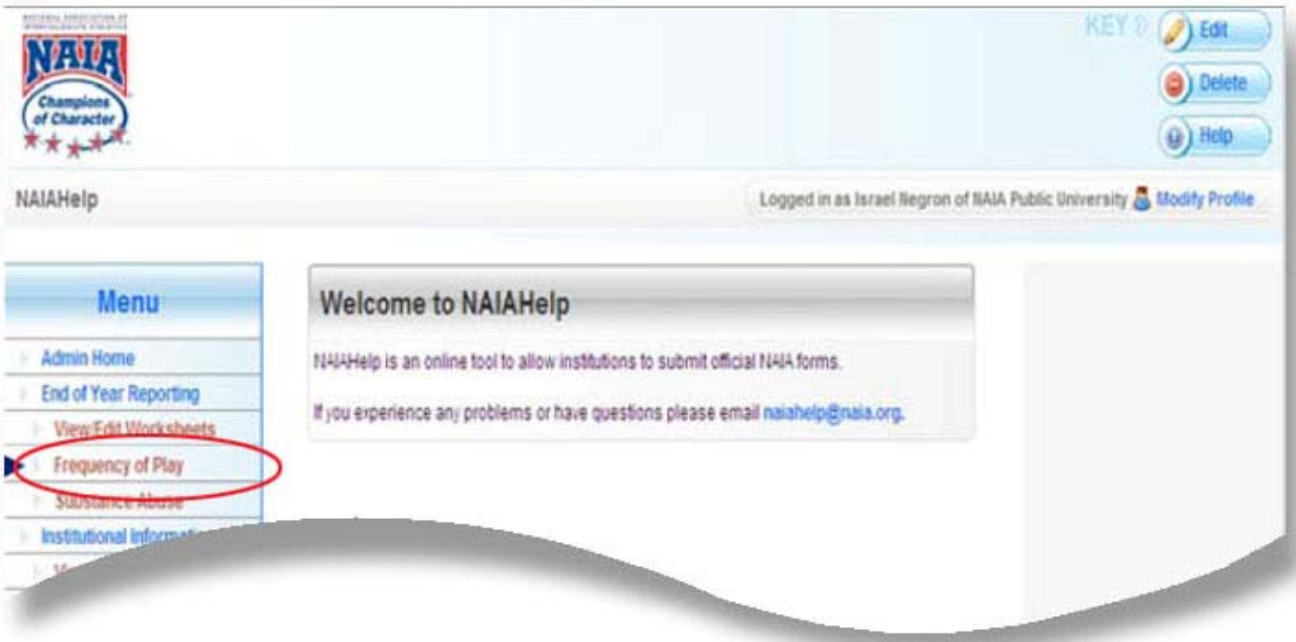 NAIA
Champions
of Character
KEY
Edit
Delete
Help
NAIAHelp
Logged in as Israel Negron of NAIA Public University Modify Profile
Menu
Admin Home
End of Year Reporting
View/Edit Worksheets
Frequency of Play
Substance Abuse
Institutional
Welcome to NAIAHelp
NAIAHelp is an online tool to allow institutions to submit official NAIA forms.
If you experience any problems or have questions please email naiahelp@naia.org.